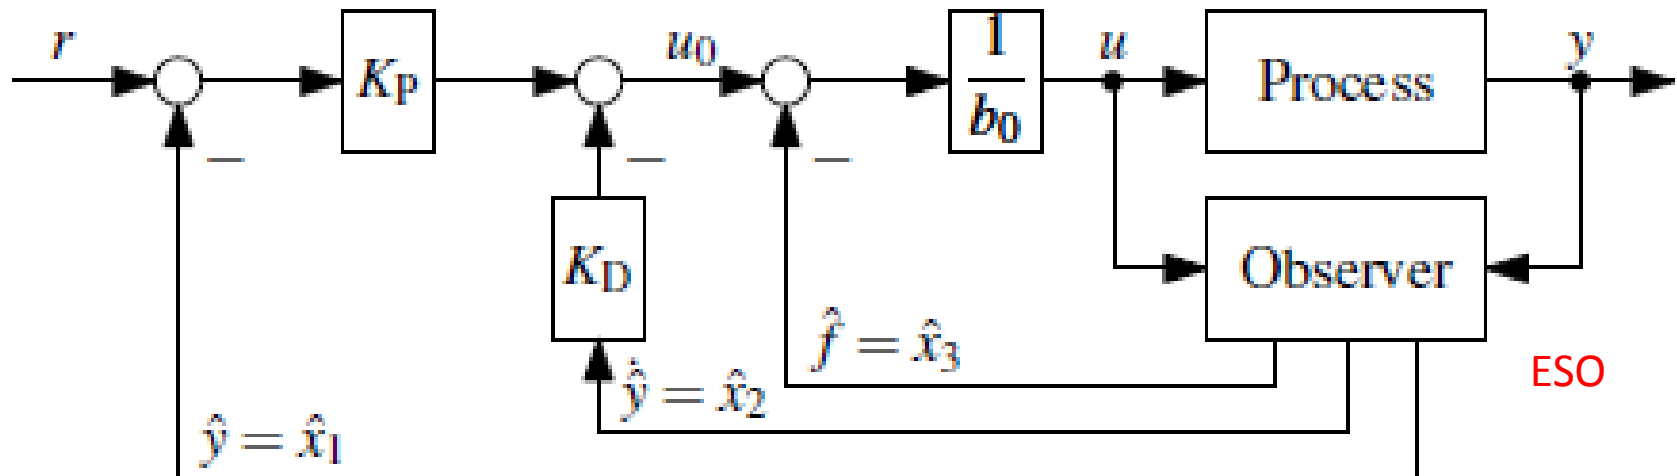 r
K_P
u_0
1
b_0
u
Process
y
−
−
−
K_D
Observer
f̂ = x̂_3
ESO
ẏ̂ = x̂_2
ŷ = x̂_1